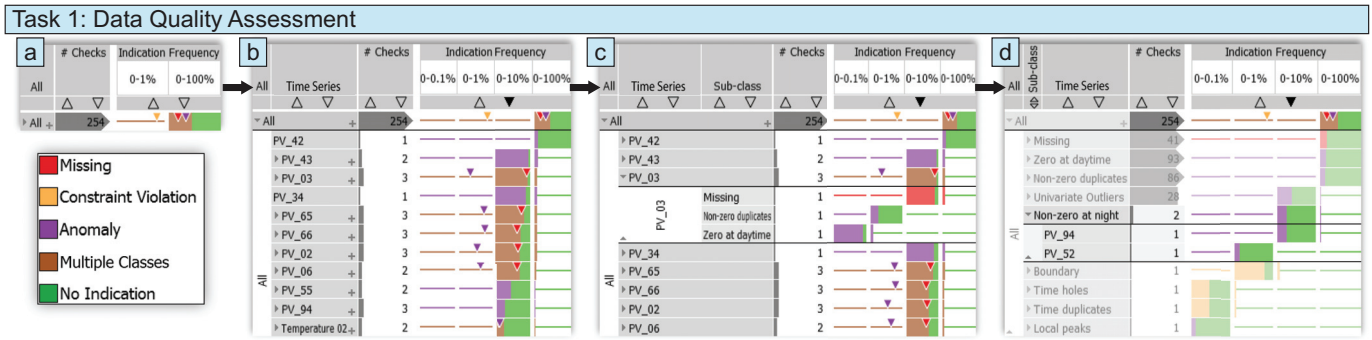 Task 1: Data Quality Assessment
a
# Checks Indication Frequency
0-1% 0-100%
All
All + 254
Missing
Constraint Violation
Anomaly
Multiple Classes
No Indication
b
# Checks Indication Frequency
0-0.1% 0-1% 0-10% 0-100%
All Time Series
All + 254
All
PV_42 1
PV_43 + 2
PV_03 + 3
PV_34 1
PV_65 + 3
PV_66 + 3
PV_02 + 3
PV_06 + 2
PV_55 + 2
PV_94 + 3
Temperature 02 + 2
c
# Checks Indication Frequency
0-0.1% 0-1% 0-10% 0-100%
All Time Series Sub-class
All + 254
All
PV_42 1
PV_43 2
PV_03 3
PV_03
Missing 1
Non-zero duplicates 1
Zero at daytime 1
PV_34 1
PV_65 3
PV_66 3
PV_02 3
PV_06 2
d
# Checks Indication Frequency
0-0.1% 0-1% 0-10% 0-100%
All Sub-class Time Series
All + 254
All
Missing 41
Zero at daytime 93
Non-zero duplicates 86
Univariate Outliers 28
Non-zero at night 2
PV_94 1
PV_52 1
Boundary 1
Time holes 1
Time duplicates 1
Local peaks 1